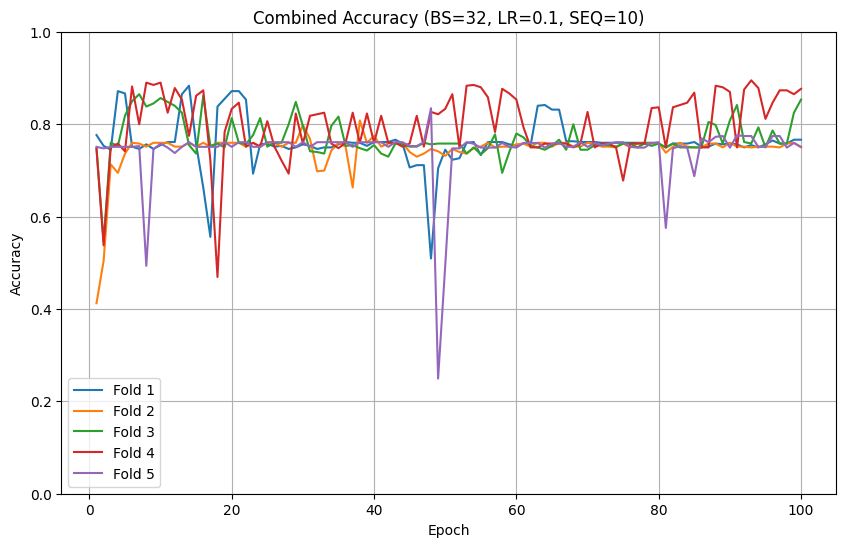 Combined Accuracy (BS=32, LR=0.1, SEQ=10)
Accuracy
1.0
0.8
0.6
0.4
0.2
0.0
Fold 1
Fold 2
Fold 3
Fold 4
Fold 5
0 20 40 60 80 100
Epoch